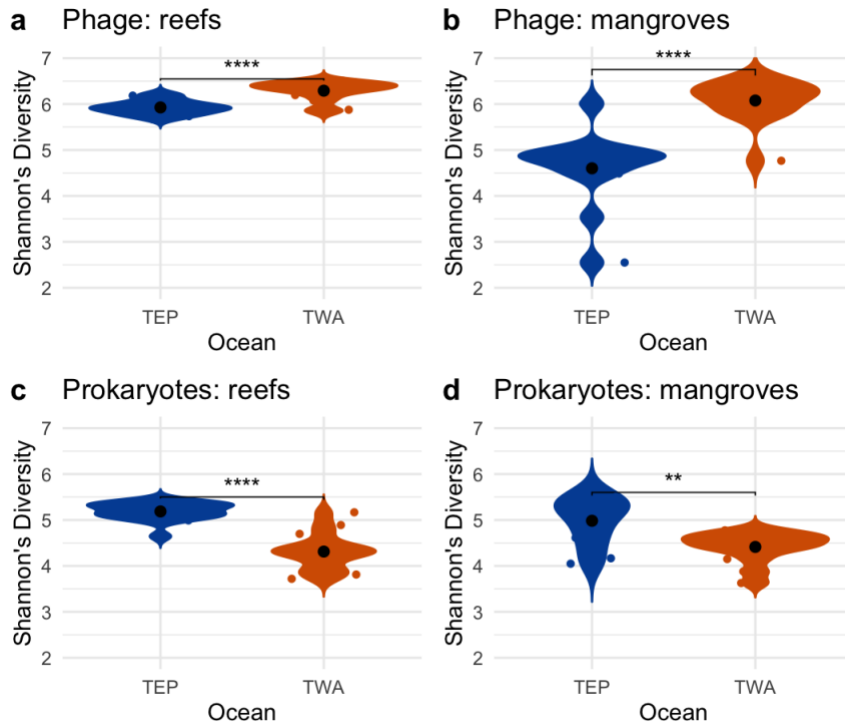 a Phage: reefs
Shannon's Diversity
7
6
5
4
3
2
****
TEP TWA
Ocean
b Phage: mangroves
Shannon's Diversity
7
6
5
4
3
2
****
TEP TWA
Ocean
c Prokaryotes: reefs
Shannon's Diversity
7
6
5
4
3
2
****
TEP TWA
Ocean
d Prokaryotes: mangroves
Shannon's Diversity
7
6
5
4
3
2
**
TEP TWA
Ocean